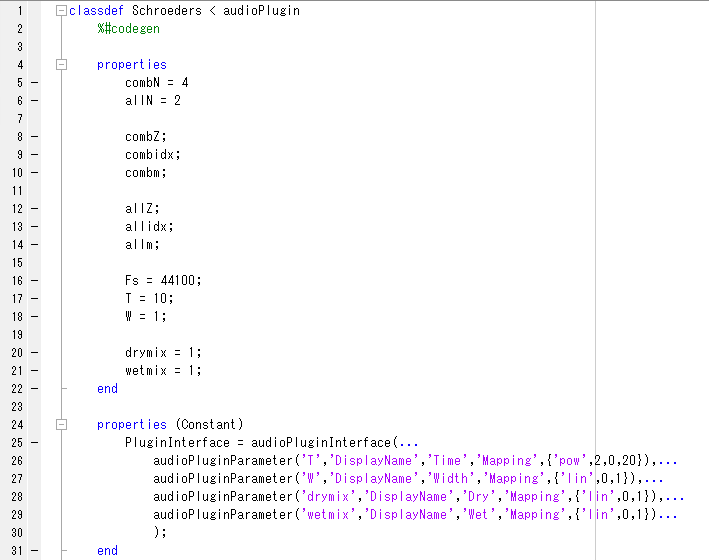 1 classdef Schroeders < audioPlugin
2 %#codegen
3
4 properties
5 combN = 4
6 allN = 2
7
8 combZ;
9 combidx;
10 combm;
11
12 allZ;
13 allidx;
14 allm;
15
16 Fs = 44100;
17 T = 10;
18 W = 1;
19
20 drymix = 1;
21 wetmix = 1;
22 end
23
24 properties (Constant)
25 PluginInterface = audioPluginInterface(...
26 audioPluginParameter('T','DisplayName','Time','Mapping',{'pow',2,0,20}),...
27 audioPluginParameter('W','DisplayName','Width','Mapping',{'lin',0,1}),...
28 audioPluginParameter('drymix','DisplayName','Dry','Mapping',{'lin',0,1}),...
29 audioPluginParameter('wetmix','DisplayName','Wet','Mapping',{'lin',0,1})...
30 );
31 end